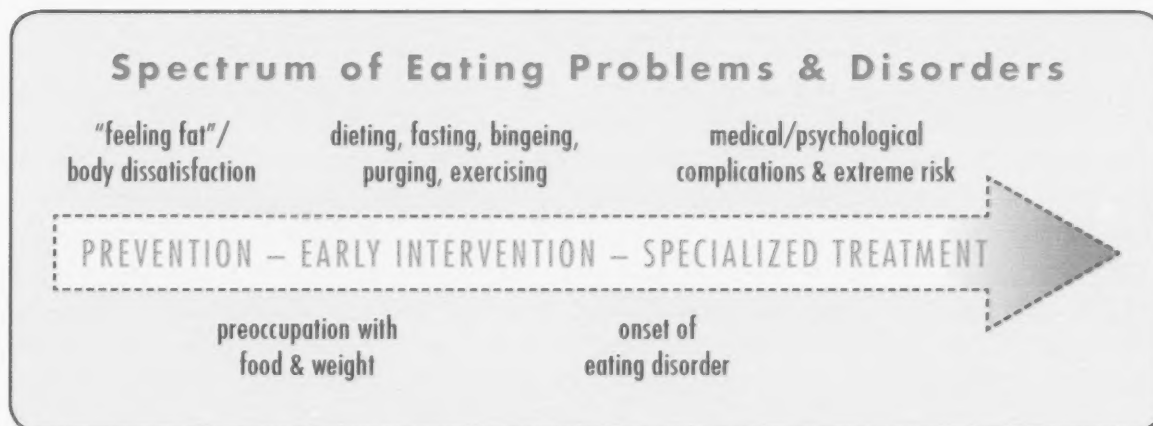 Spectrum of Eating Problems & Disorders
"feeling fat"/
body dissatisfaction
dieting, fasting, bingeing,
purging, exercising
medical/psychological
complications & extreme risk
PREVENTION – EARLY INTERVENTION – SPECIALIZED TREATMENT
preoccupation with
food & weight
onset of
eating disorder